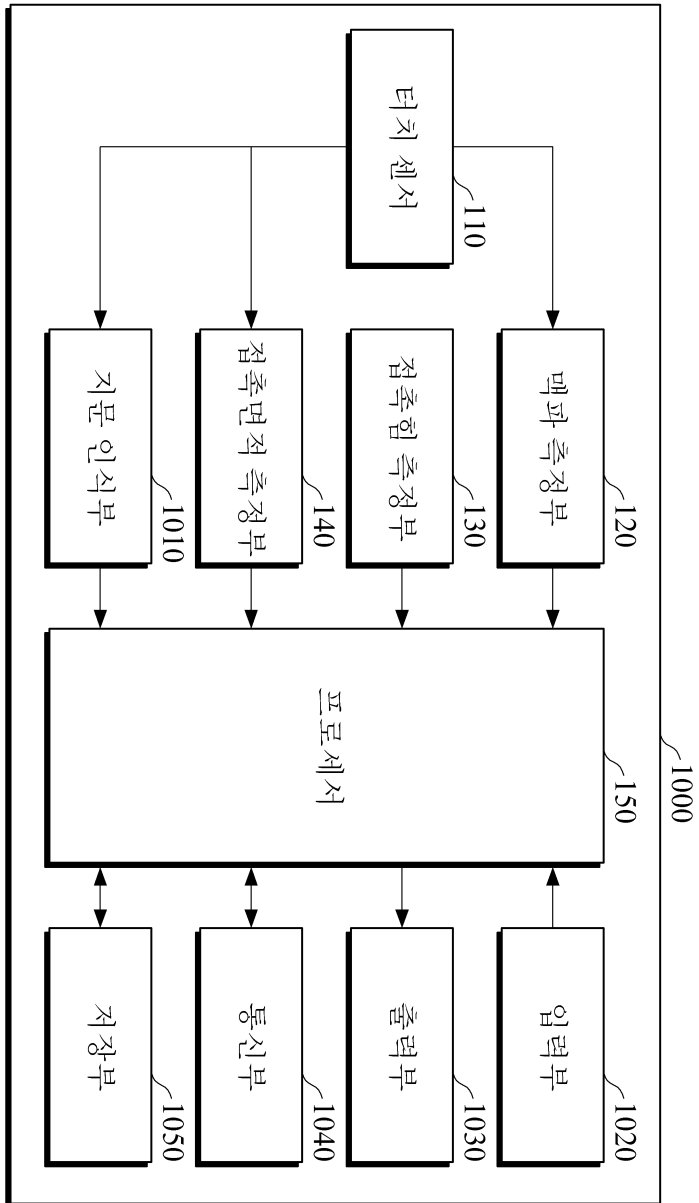 1000
터치 센서
110
맥파 측정부
120
접촉힘 측정부
130
접촉면적 측정부
140
지문 인식부
1010
프로세서
150
입력부
1020
출력부
1030
통신부
1040
저장부
1050